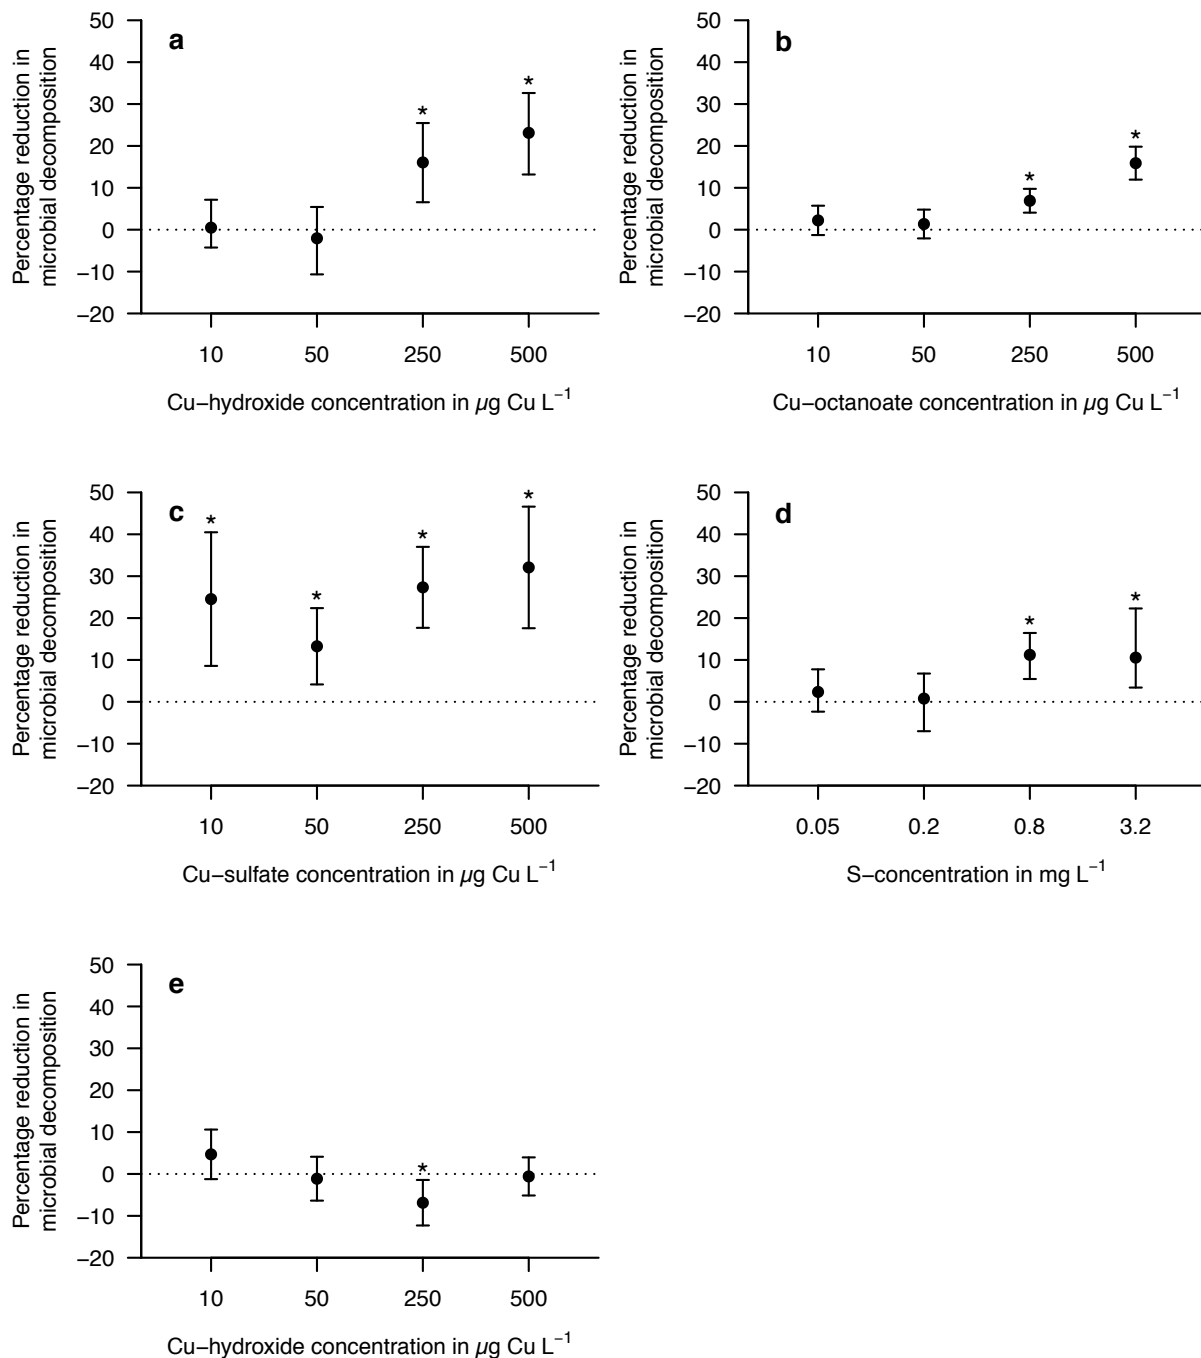 a
Percentage reduction in
microbial decomposition
50
40
30
20
10
0
−10
−20
*
*
10 50 250 500
Cu−hydroxide concentration in µg Cu L⁻¹
b
Percentage reduction in
microbial decomposition
50
40
30
20
10
0
−10
−20
*
*
10 50 250 500
Cu−octanoate concentration in µg Cu L⁻¹
c
Percentage reduction in
microbial decomposition
50
40
30
20
10
0
−10
−20
*
*
*
*
10 50 250 500
Cu−sulfate concentration in µg Cu L⁻¹
d
Percentage reduction in
microbial decomposition
50
40
30
20
10
0
−10
−20
*
*
0.05 0.2 0.8 3.2
S−concentration in mg L⁻¹
e
Percentage reduction in
microbial decomposition
50
40
30
20
10
0
−10
−20
*
10 50 250 500
Cu−hydroxide concentration in µg Cu L⁻¹